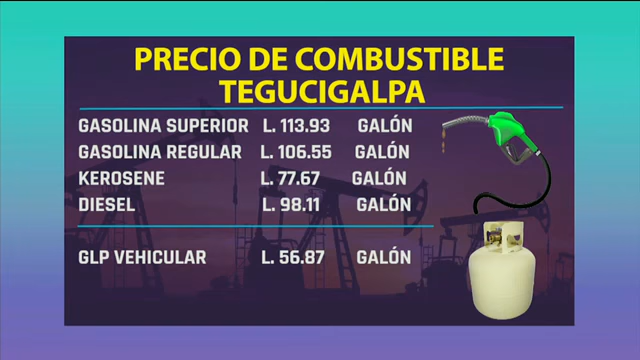 PRECIO DE COMBUSTIBLE
TEGUCIGALPA
GASOLINA SUPERIOR L. 113.93 GALÓN
GASOLINA REGULAR L. 106.55 GALÓN
KEROSENE L. 77.67 GALÓN
DIESEL L. 98.11 GALÓN
GLP VEHICULAR L. 56.87 GALÓN